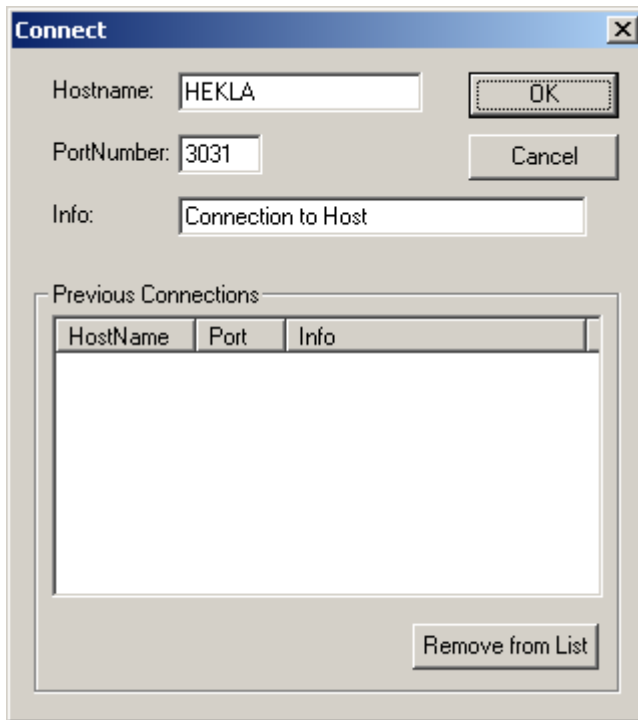 Connect
Hostname: HEKLA OK
PortNumber: 3031 Cancel
Info: Connection to Host
Previous Connections
HostName Port Info
Remove from List